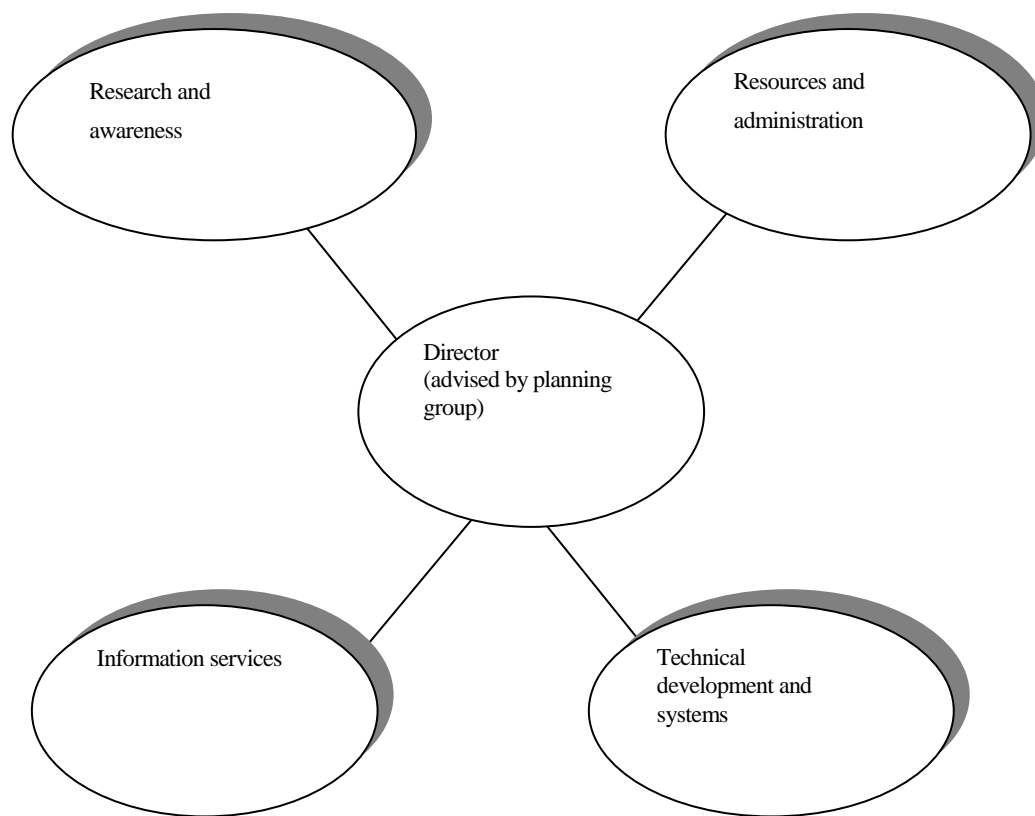 Research and
awareness
Resources and
administration
Director
(advised by planning
group)
Information services
Technical
development and
systems